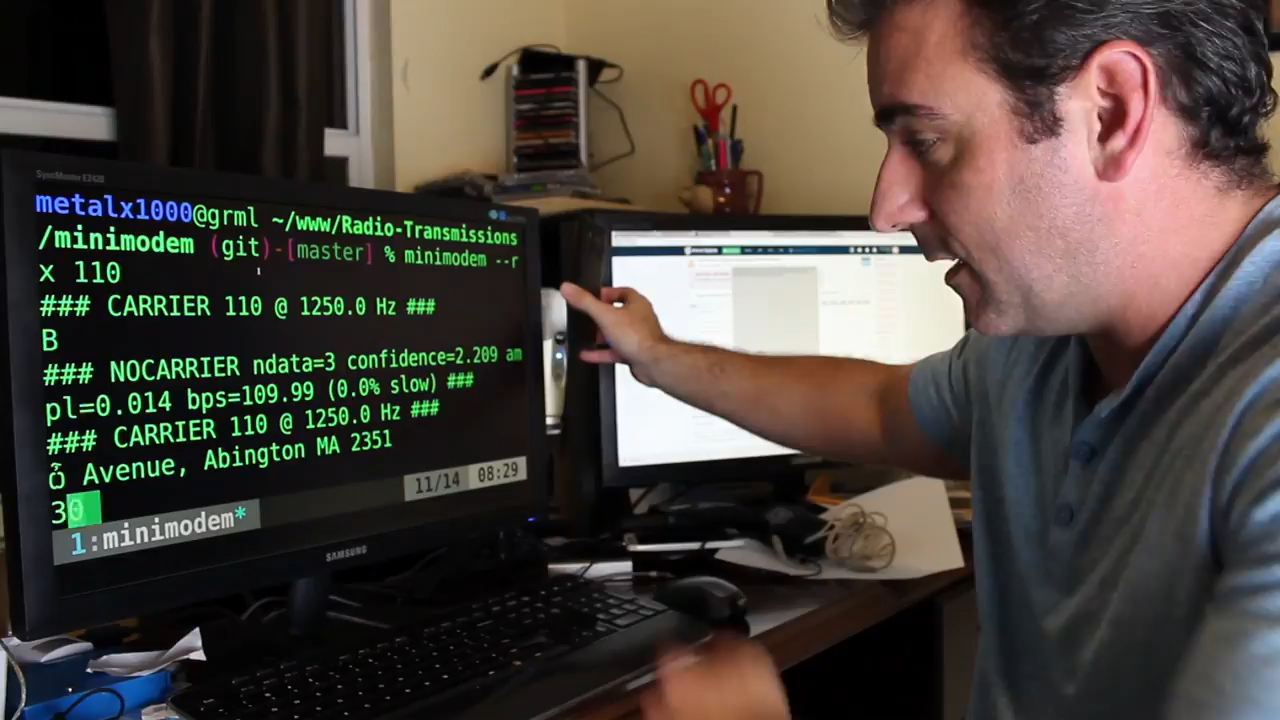 SyncMaster E2420
metalx1000@grml ~/www/Radio-Transmissions
/minimodem (git)-[master] % minimodem --r
x 110
### CARRIER 110 @ 1250.0 Hz ###
B
### NOCARRIER ndata=3 confidence=2.209 am
pl=0.014 bps=109.99 (0.0% slow) ###
### CARRIER 110 @ 1250.0 Hz ###
Avenue, Abington MA 2351
30
11/14 08:29
1:minimodem*
SAMSUNG